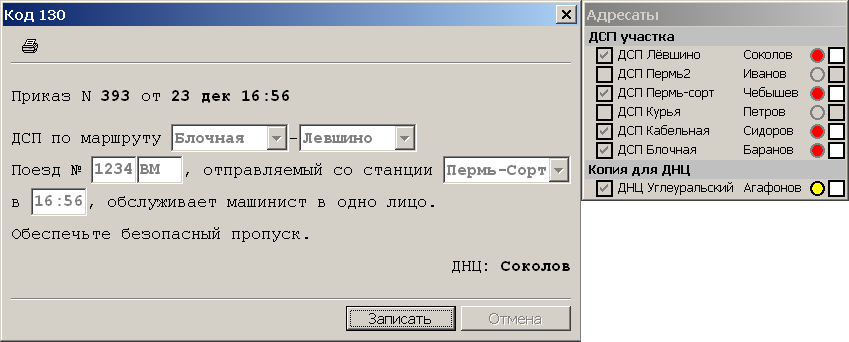 Код 130
Приказ N 393 от 23 дек 16:56
ДСП по маршруту Блочная - Левшино
Поезд № 1234 ВМ , отправляемый со станции Пермь-Сорт
в 16:56 , обслуживает машинист в одно лицо.
Обеспечьте безопасный пропуск.
ДНЦ: Соколов
Записать Отмена
Адресаты
ДСП участка
ДСП Лёвшино Соколов
ДСП Пермь2 Иванов
ДСП Пермь-сорт Чебышев
ДСП Курья Петров
ДСП Кабельная Сидоров
ДСП Блочная Баранов
Копия для ДНЦ
ДНЦ Углеуральский Агафонов